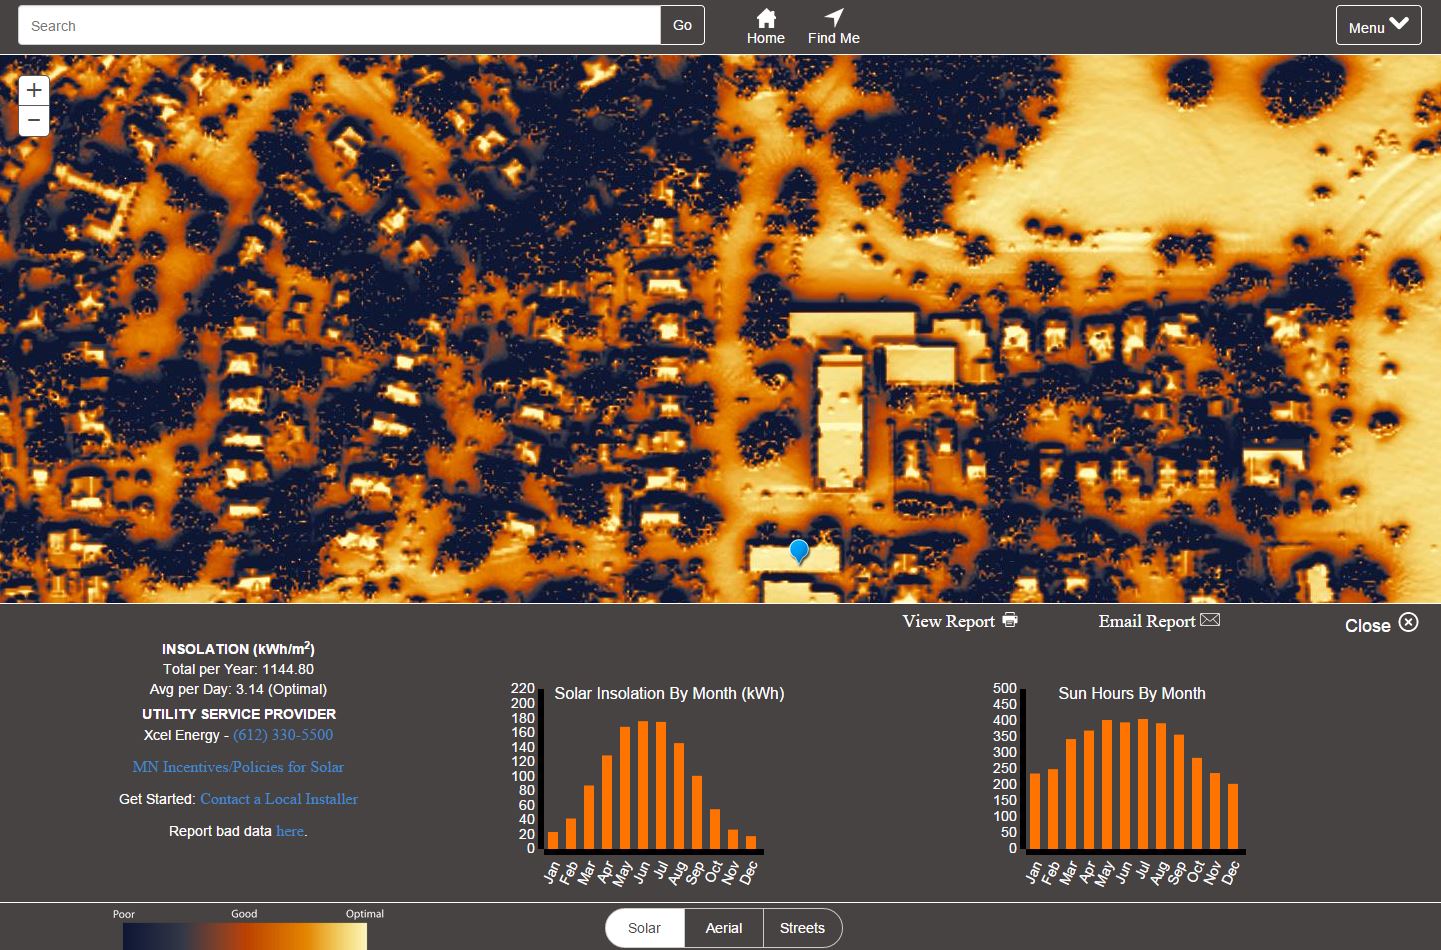 Search
Go
Home
Find Me
Menu
+
−
View Report
Email Report
Close
INSOLATION (kWh/m²)
Total per Year: 1144.80
Avg per Day: 3.14 (Optimal)
UTILITY SERVICE PROVIDER
Xcel Energy - (612) 330-5500
MN Incentives/Policies for Solar
Get Started: Contact a Local Installer
Report bad data here.
Solar Insolation By Month (kWh)
220
200
180
160
140
120
100
80
60
40
20
0
Jan
Feb
Mar
Apr
May
Jun
Jul
Aug
Sep
Oct
Nov
Dec
Sun Hours By Month
500
450
400
350
300
250
200
150
100
50
0
Jan
Feb
Mar
Apr
May
Jun
Jul
Aug
Sep
Oct
Nov
Dec
Poor
Good
Optimal
Solar
Aerial
Streets